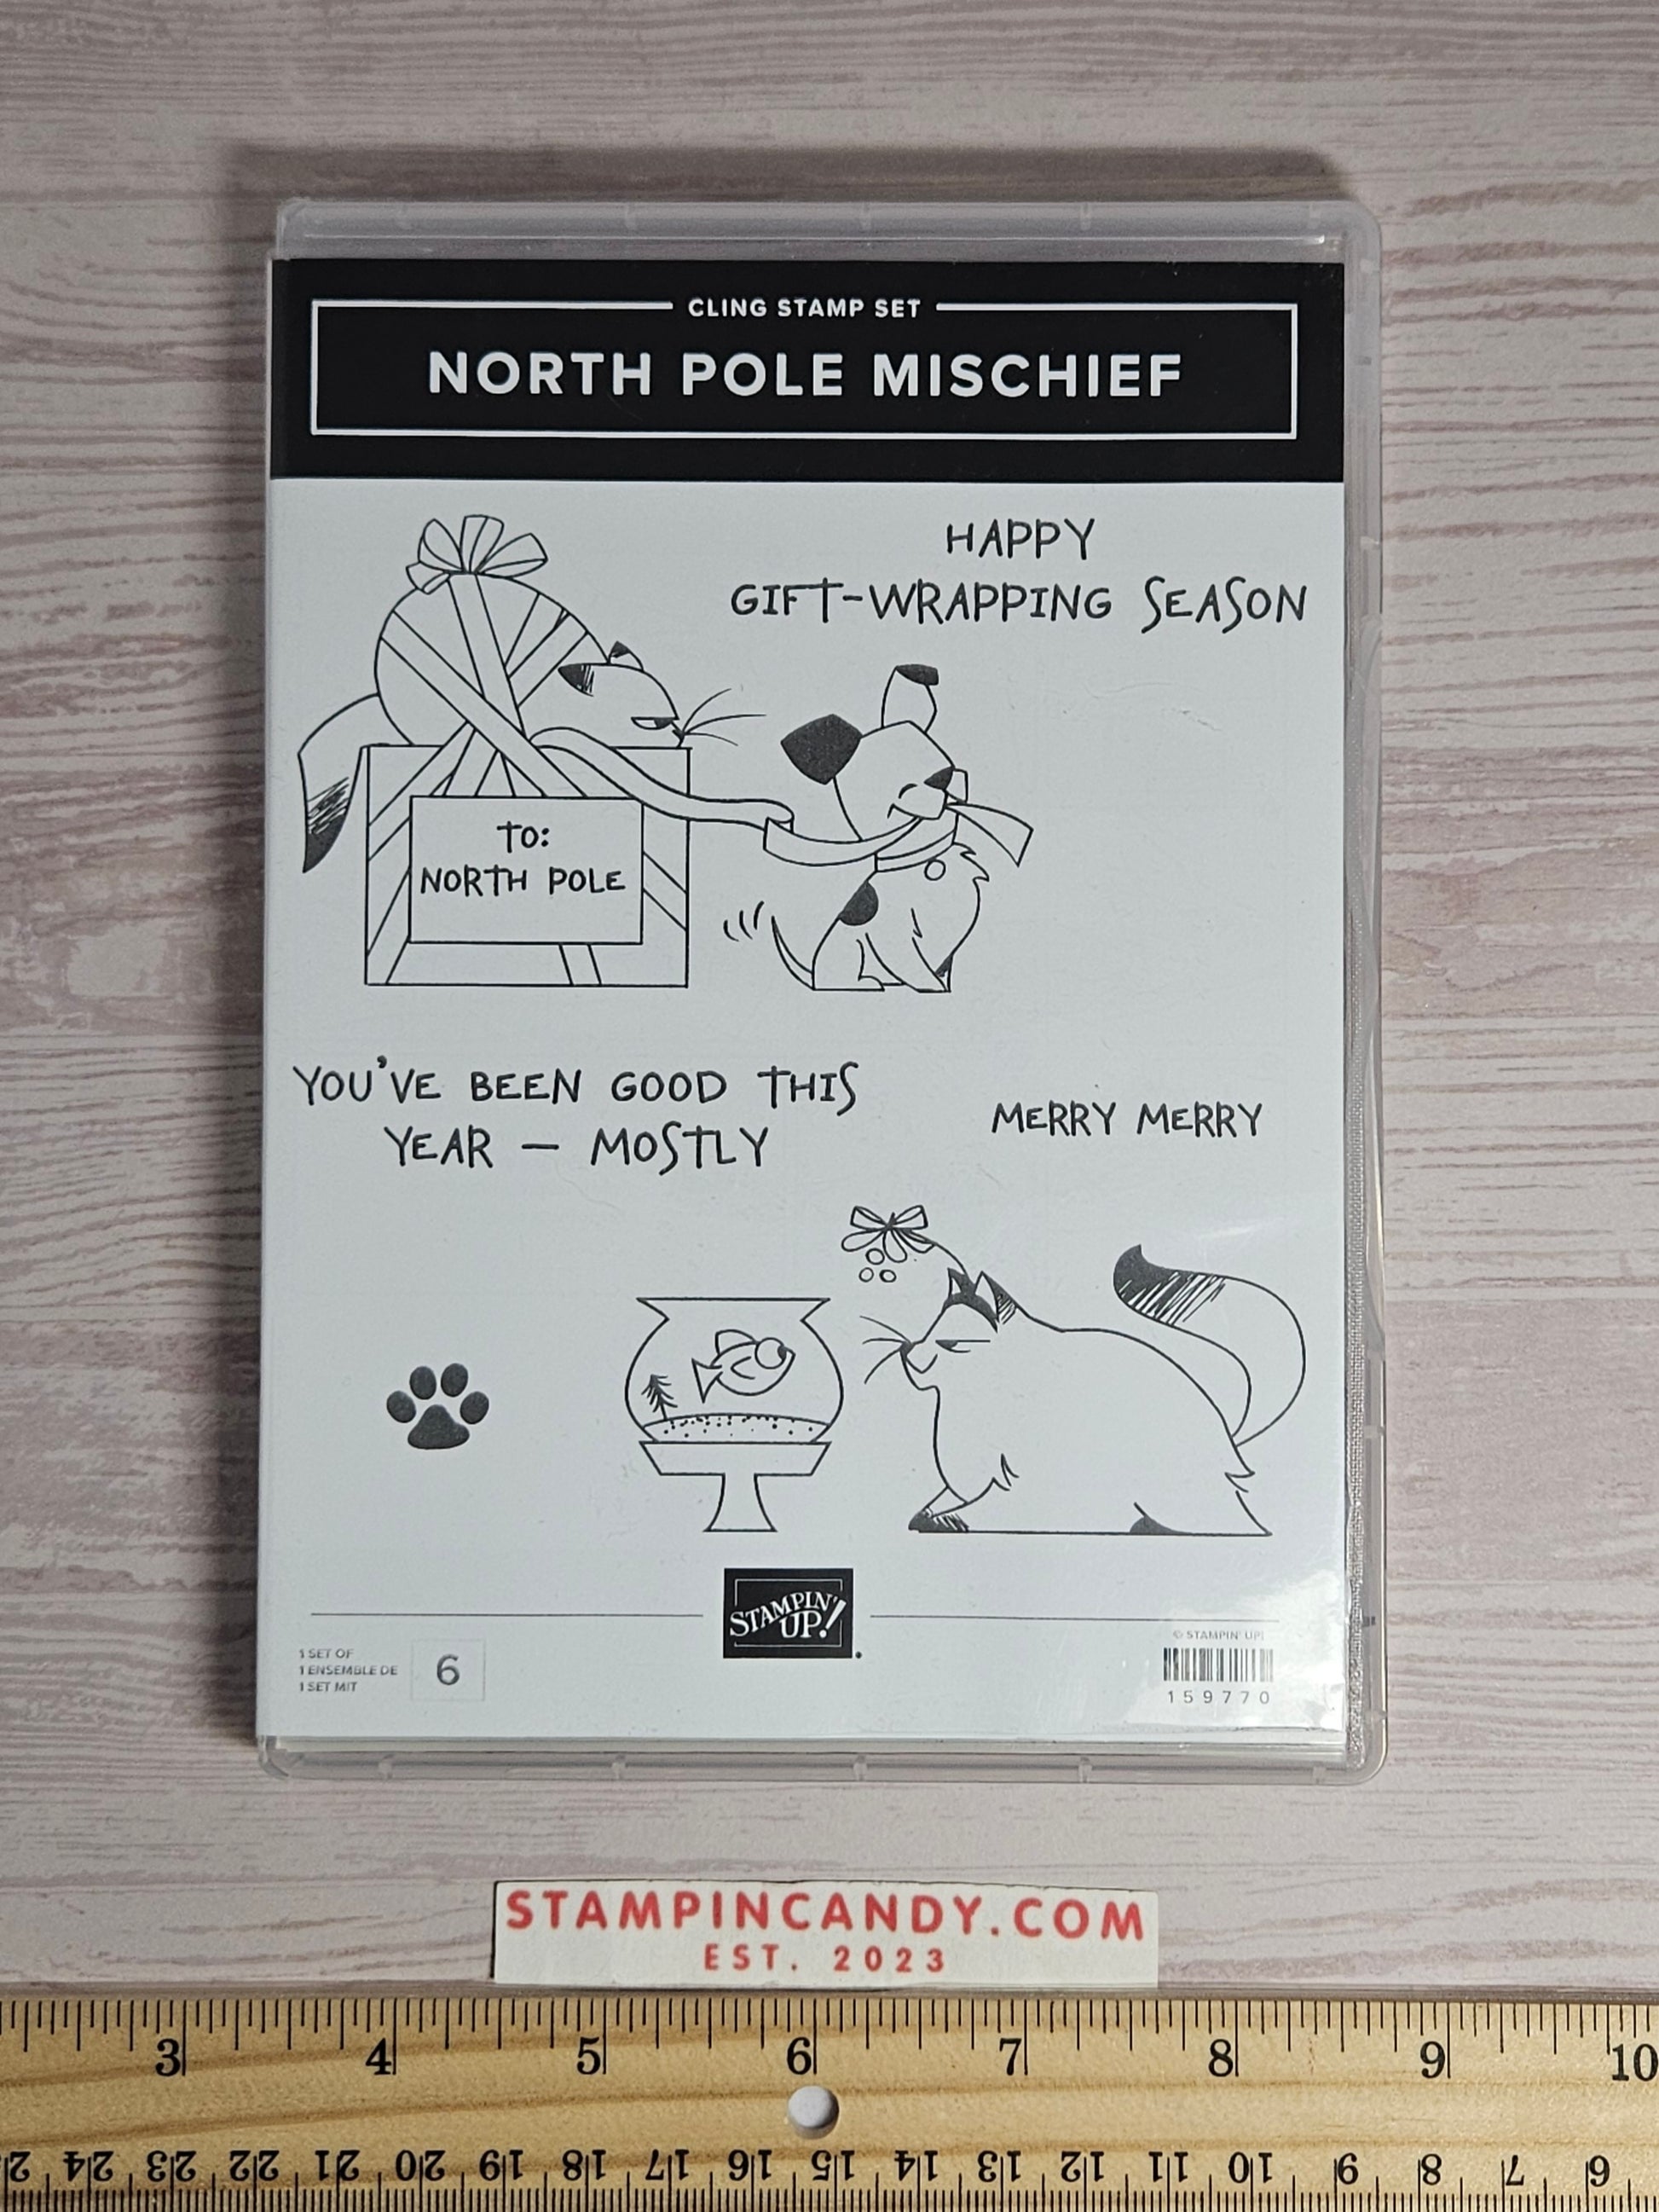 CLING STAMP SET
NORTH POLE MISCHIEF
HAPPY
GIFT-WRAPPING SEASON
TO:
NORTH POLE
YOU'VE BEEN GOOD THIS
YEAR — MOSTLY
MERRY MERRY
STAMPIN'
UP!
1 SET OF
1 ENSEMBLE DE
1 SET MIT
6
© STAMPIN' UP!
159770
STAMPINCANDY.COM
EST. 2023
3 4 5 6 7 8 9 10
24 23 22 21 20 19 18 17 16 15 14 13 12 11 10 9 8 7 6